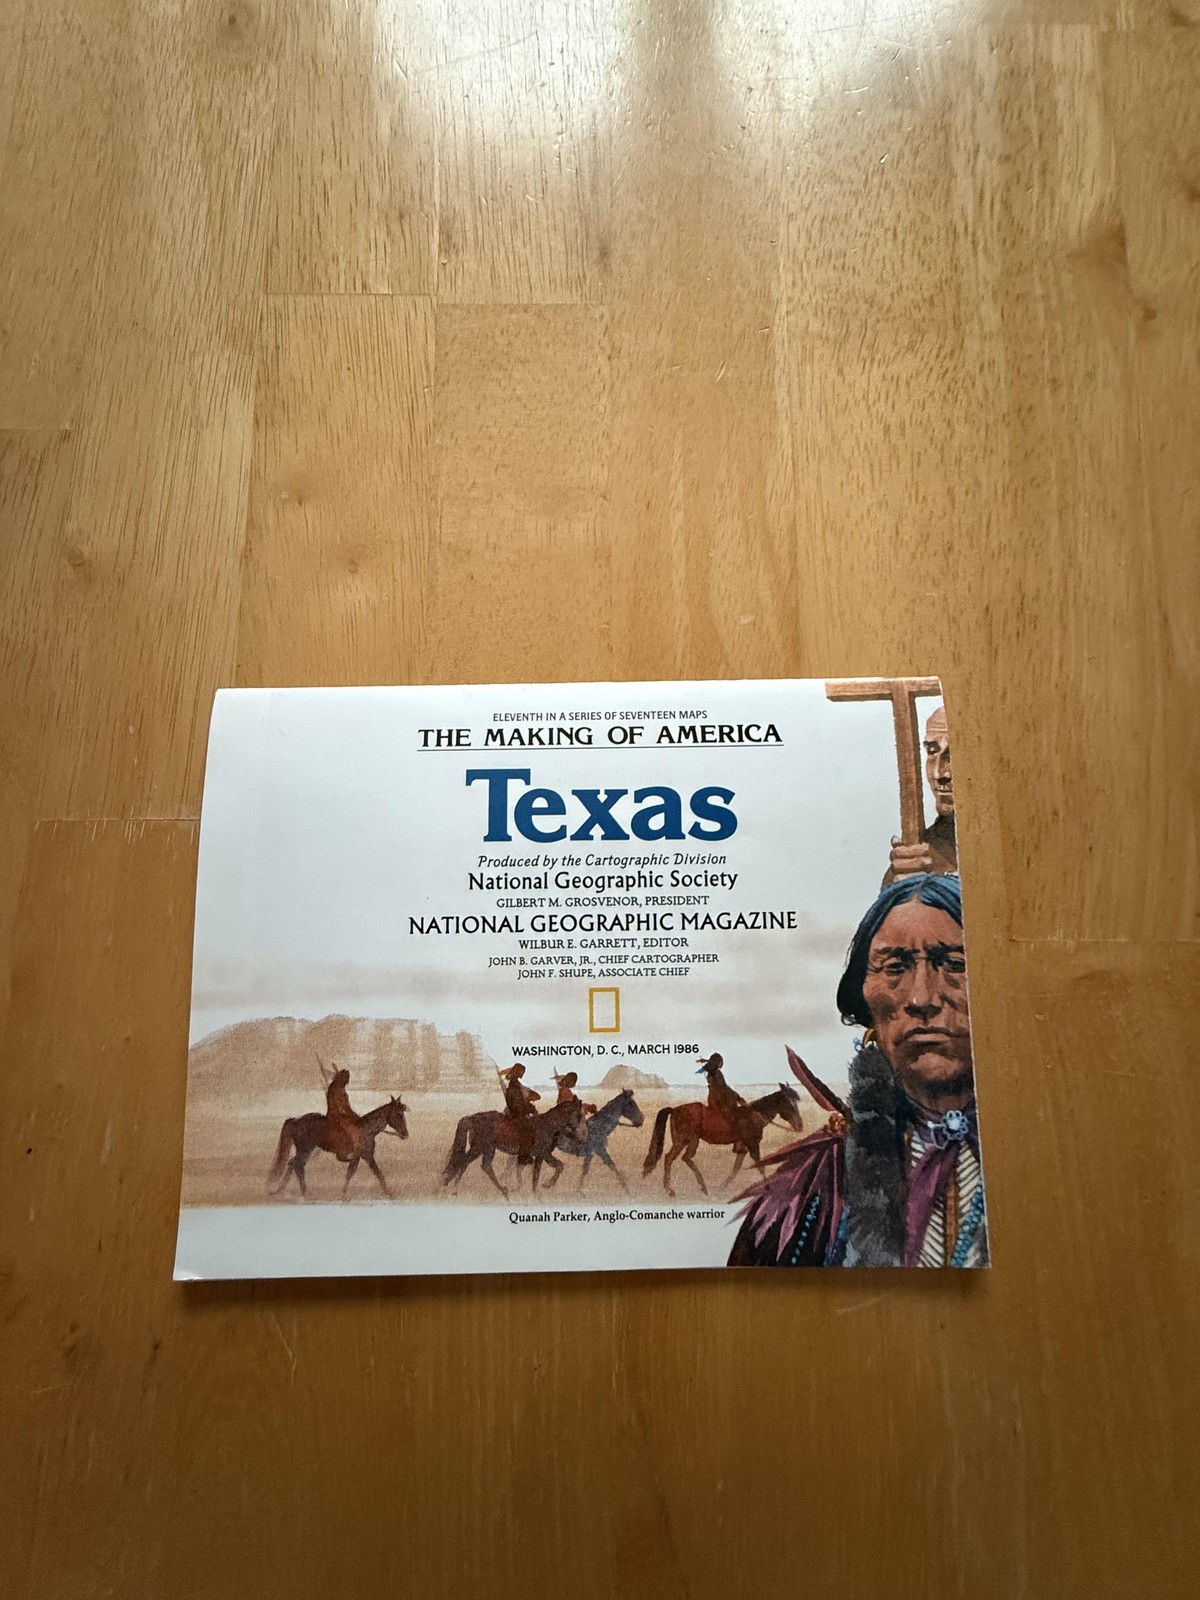 ELEVENTH IN A SERIES OF SEVENTEEN MAPS
THE MAKING OF AMERICA
Texas
Produced by the Cartographic Division
National Geographic Society
GILBERT M. GROSVENOR, PRESIDENT
NATIONAL GEOGRAPHIC MAGAZINE
WILBUR E. GARRETT, EDITOR
JOHN B. GARVER, JR., CHIEF CARTOGRAPHER
JOHN F. SHUPE, ASSOCIATE CHIEF
WASHINGTON, D. C., MARCH 1986
Quanah Parker, Anglo-Comanche warrior